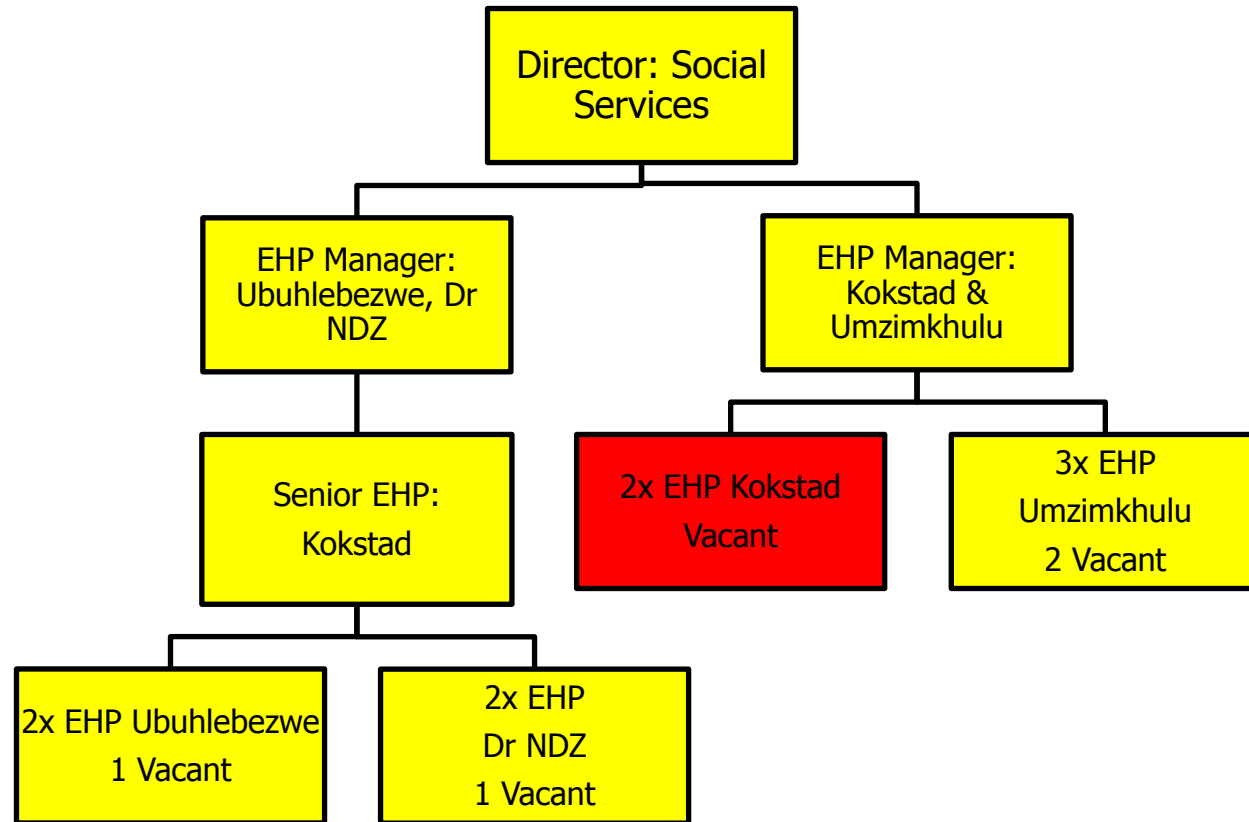 Director: Social
Services
EHP Manager:
Ubuhlebezwe, Dr
NDZ
EHP Manager:
Kokstad &
Umzimkhulu
Senior EHP:
Kokstad
2x EHP Kokstad
Vacant
3x EHP
Umzimkhulu
2 Vacant
2x EHP Ubuhlebezwe
1 Vacant
2x EHP
Dr NDZ
1 Vacant